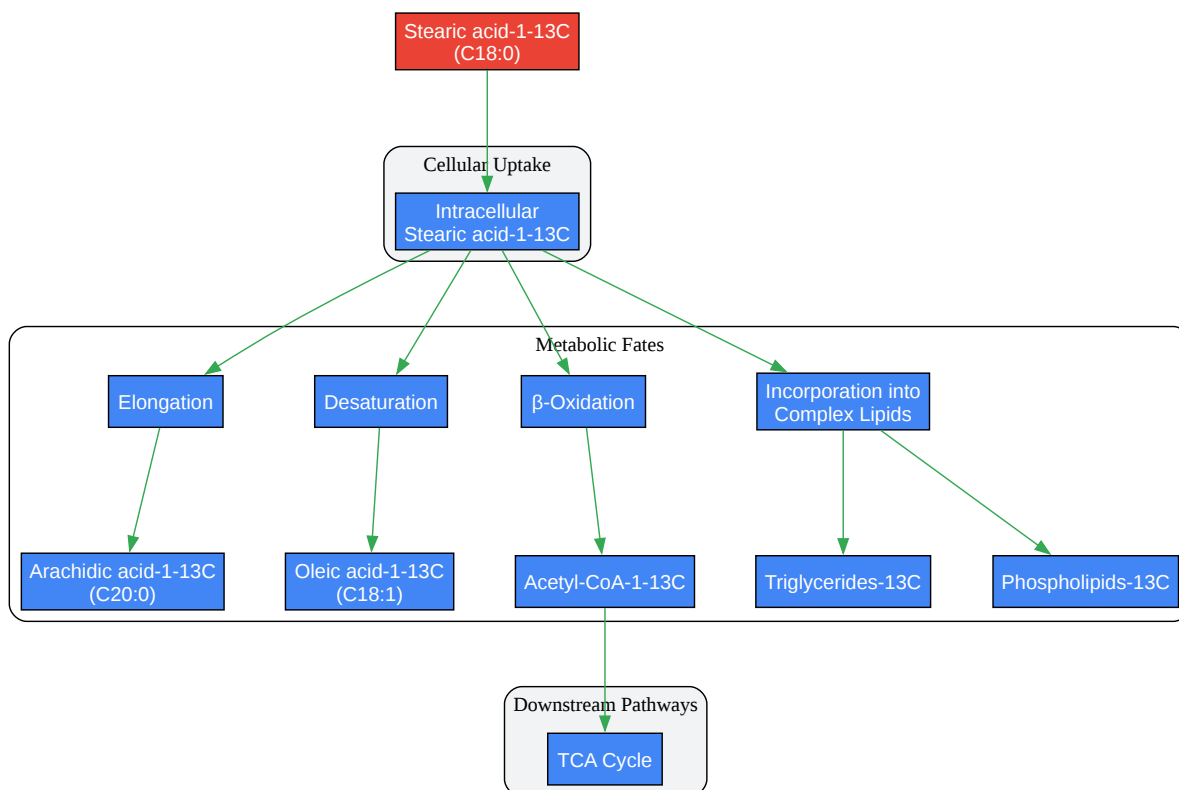 Stearic acid-1-13C
(C18:0)
Cellular Uptake
Intracellular
Stearic acid-1-13C
Metabolic Fates
Elongation
Desaturation
β-Oxidation
Incorporation into
Complex Lipids
Arachidic acid-1-13C
(C20:0)
Oleic acid-1-13C
(C18:1)
Acetyl-CoA-1-13C
Triglycerides-13C
Phospholipids-13C
Downstream Pathways
TCA Cycle